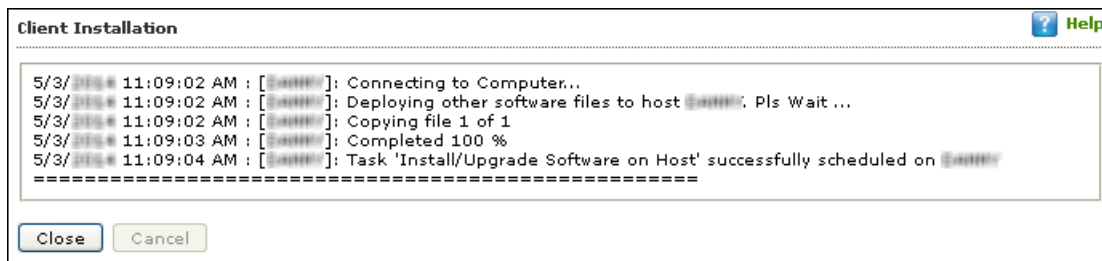 Client Installation
Help
5/3/ 11:09:02 AM : [ ]: Connecting to Computer...
5/3/ 11:09:02 AM : [ ]: Deploying other software files to host . Pls Wait ...
5/3/ 11:09:02 AM : [ ]: Copying file 1 of 1
5/3/ 11:09:03 AM : [ ]: Completed 100 %
5/3/ 11:09:04 AM : [ ]: Task 'Install/Upgrade Software on Host' successfully scheduled on
====================================================
Close
Cancel